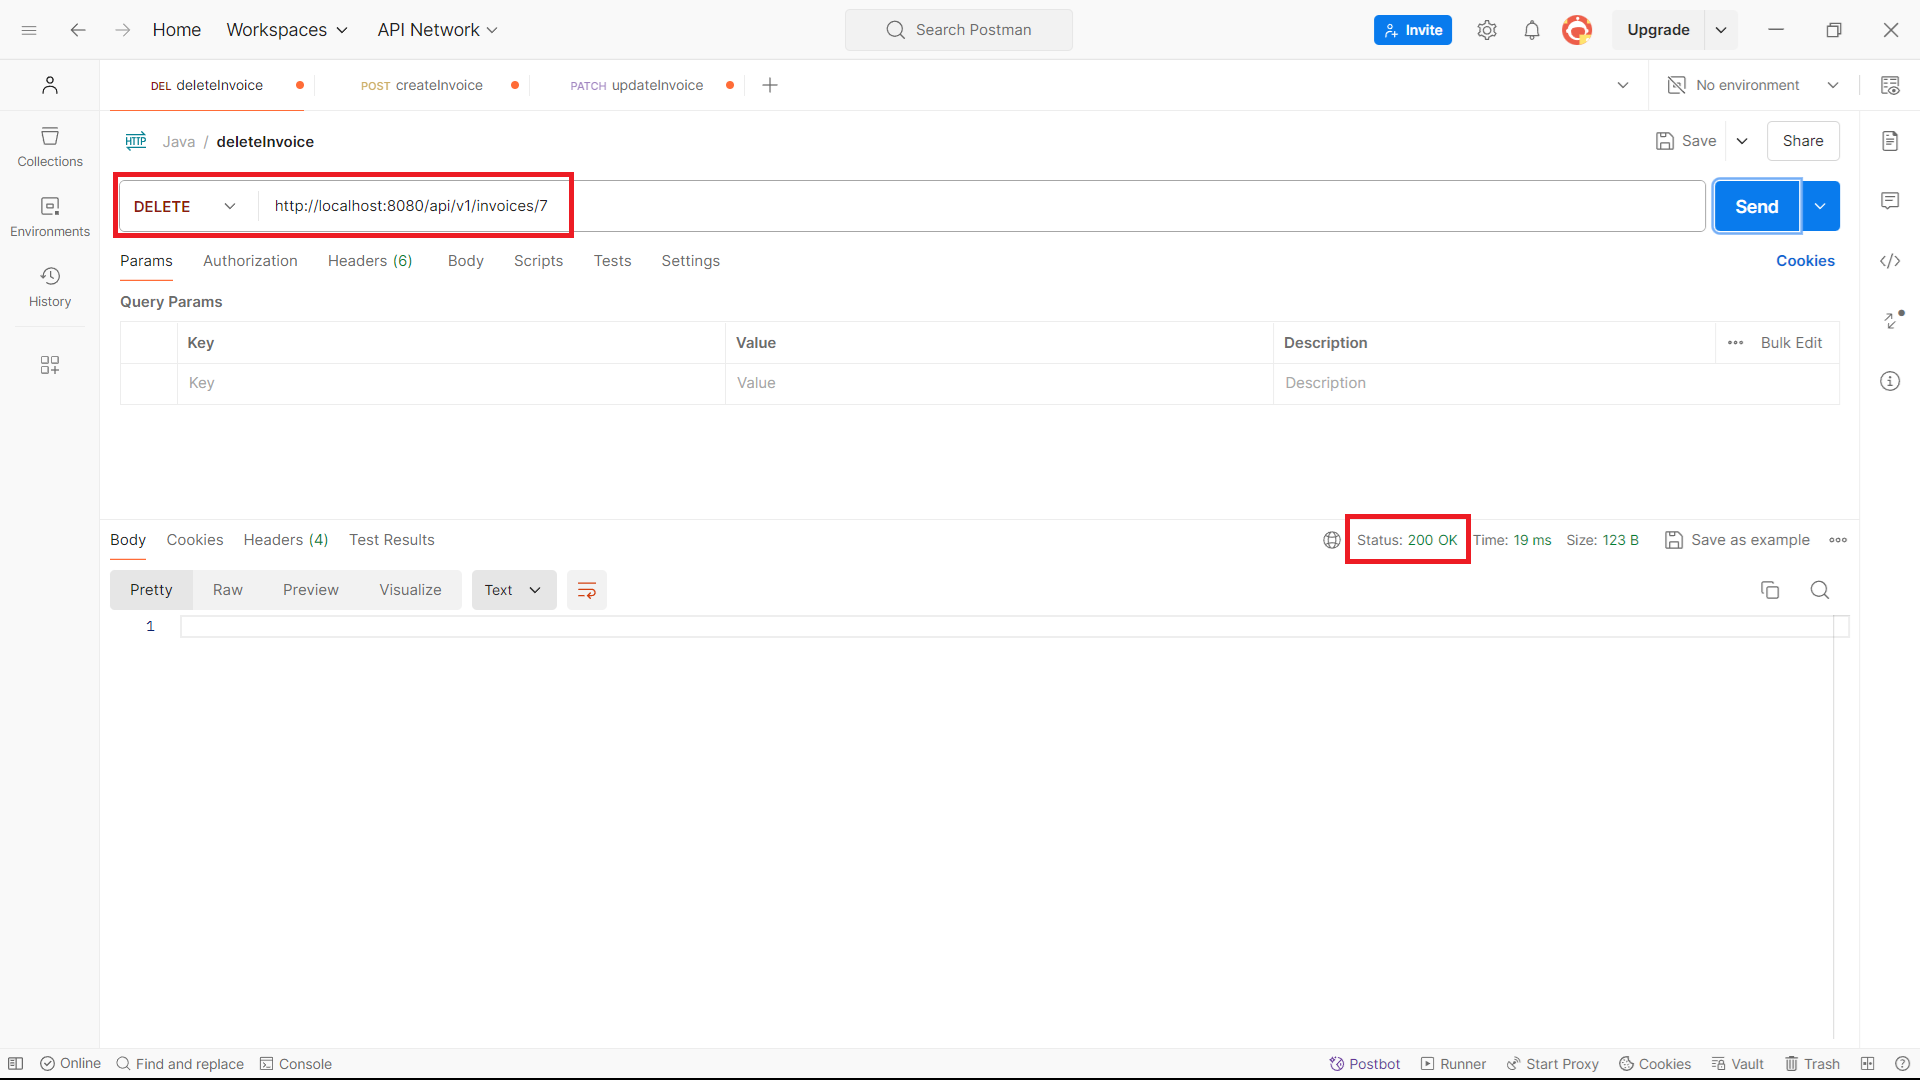 Home Workspaces API Network Search Postman Invite Upgrade
DEL deleteInvoice POST createInvoice PATCH updateInvoice No environment
HTTP Java / deleteInvoice Save Share
Collections
DELETE http://localhost:8080/api/v1/invoices/7 Send
Environments
Params Authorization Headers (6) Body Scripts Tests Settings Cookies
History
Query Params
Key Value Description Bulk Edit
Key Value Description
Body Cookies Headers (4) Test Results Status: 200 OK Time: 19 ms Size: 123 B Save as example
Pretty Raw Preview Visualize Text
1
Online Find and replace Console Postbot Runner Start Proxy Cookies Vault Trash